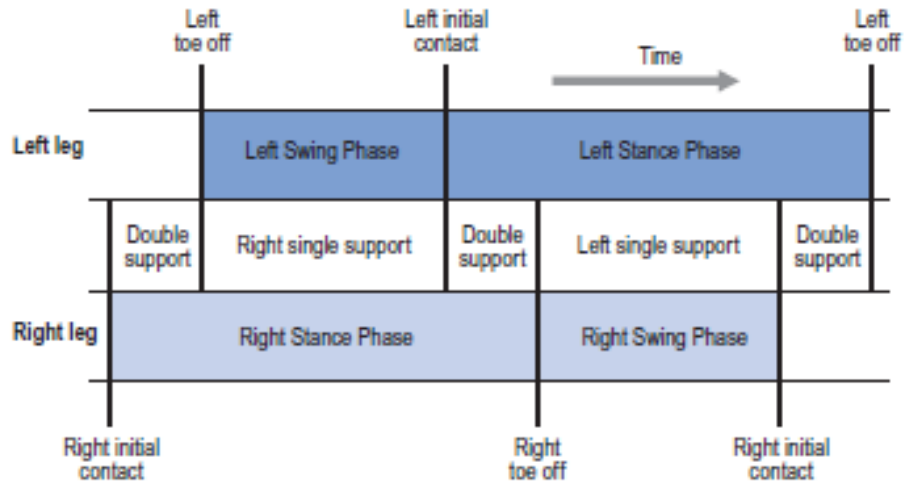 Left
toe off
Left initial
contact
Left
toe off
Time
Left leg
Left Swing Phase
Left Stance Phase
Double
support
Right single support
Double
support
Left single support
Double
support
Right leg
Right Stance Phase
Right Swing Phase
Right initial
contact
Right
toe off
Right initial
contact